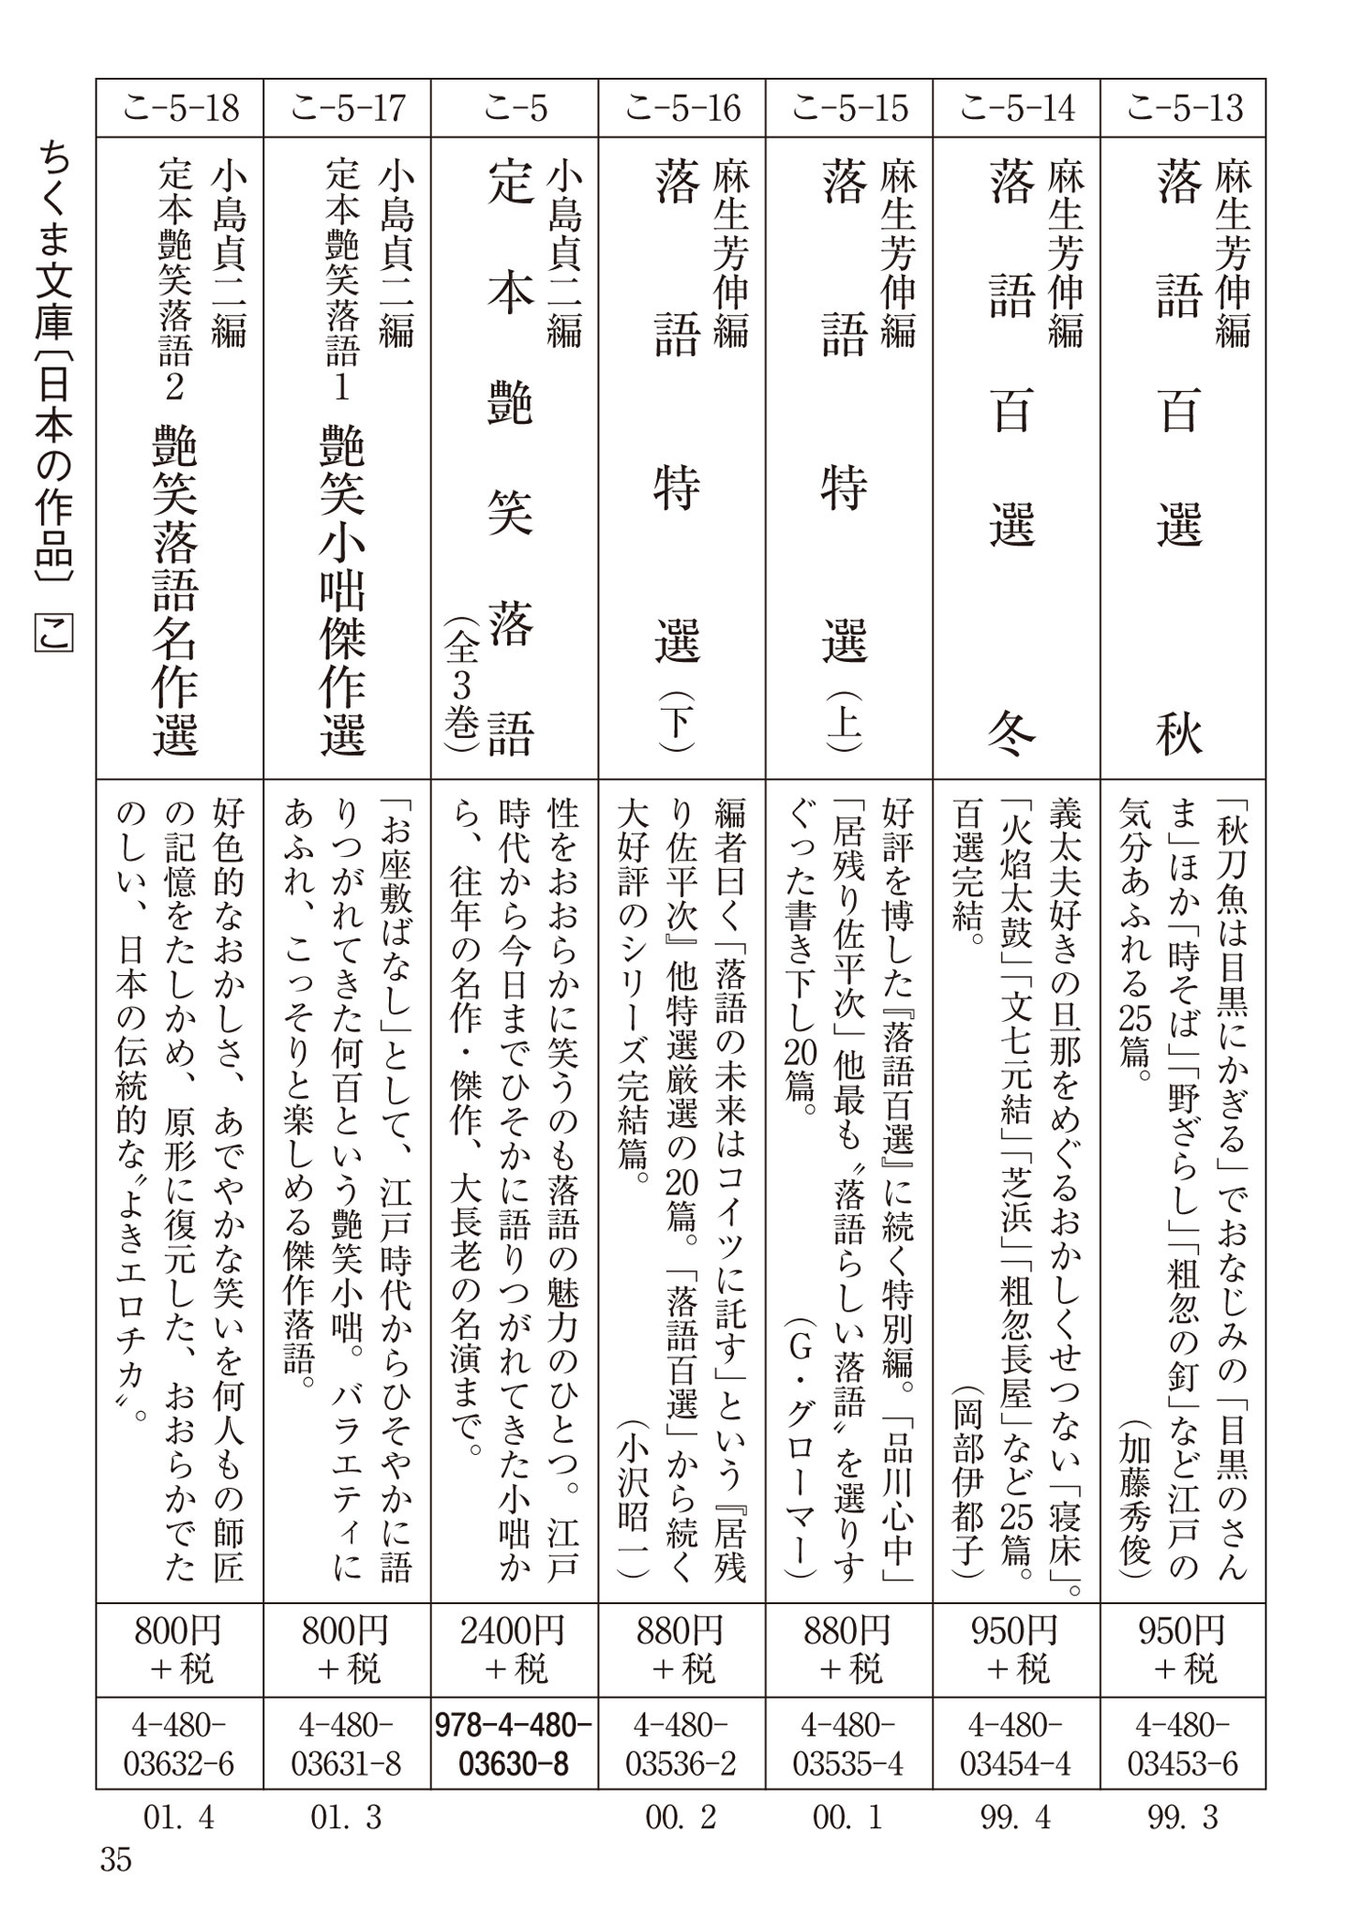 こ-5-13
麻生芳伸編
落語百選 秋
「秋刀魚は目黒にかぎる」でおなじみの「目黒のさん
ま」ほか「時そば」「野ざらし」「粗忽の釘」など江戸の
気分あふれる25篇。
(加藤秀俊)
950円
+税
4-480-
03453-6
99. 3
こ-5-14
麻生芳伸編
落語百選 冬
義太夫好きの旦那をめぐるおかしくせつない「寝床」。
「火焰太鼓」「文七元結」「芝浜」「粗忽長屋」など25篇。
百選完結。
(岡部伊都子)
950円
+税
4-480-
03454-4
99. 4
こ-5-15
麻生芳伸編
落語特選(上)
好評を博した『落語百選』に続く特別編。「品川心中」
「居残り佐平次」他最も〝落語らしい落語〟を選りす
ぐった書き下し20篇。
(G・グローマー)
880円
+税
4-480-
03535-4
00. 1
こ-5-16
麻生芳伸編
落語特選(下)
編者曰く「落語の未来はコイツに託す」という『居残
り佐平次』他特選厳選の20篇。「落語百選」から続く
大好評のシリーズ完結篇。
(小沢昭一)
880円
+税
4-480-
03536-2
00. 2
こ-5
小島貞二編
定本艶笑落語
(全3巻)
性をおおらかに笑うのも落語の魅力のひとつ。江戸
時代から今日までひそかに語りつがれてきた小咄か
ら、往年の名作・傑作、大長老の名演まで。
2400円
+税
978-4-480-
03630-8
こ-5-17
小島貞二編
定本艶笑落語1 艶笑小咄傑作選
「お座敷ばなし」として、江戸時代からひそやかに語
りつがれてきた何百という艶笑小咄。バラエティに
あふれ、こっそりと楽しめる傑作落語。
800円
+税
4-480-
03631-8
01. 3
こ-5-18
小島貞二編
定本艶笑落語2 艶笑落語名作選
好色的なおかしさ、あでやかな笑いを何人もの師匠
の記憶をたしかめ、原形に復元した、おおらかでた
のしい、日本の伝統的な〝よきエロチカ〟。
800円
+税
4-480-
03632-6
01. 4
ちくま文庫〔日本の作品〕 こ
35